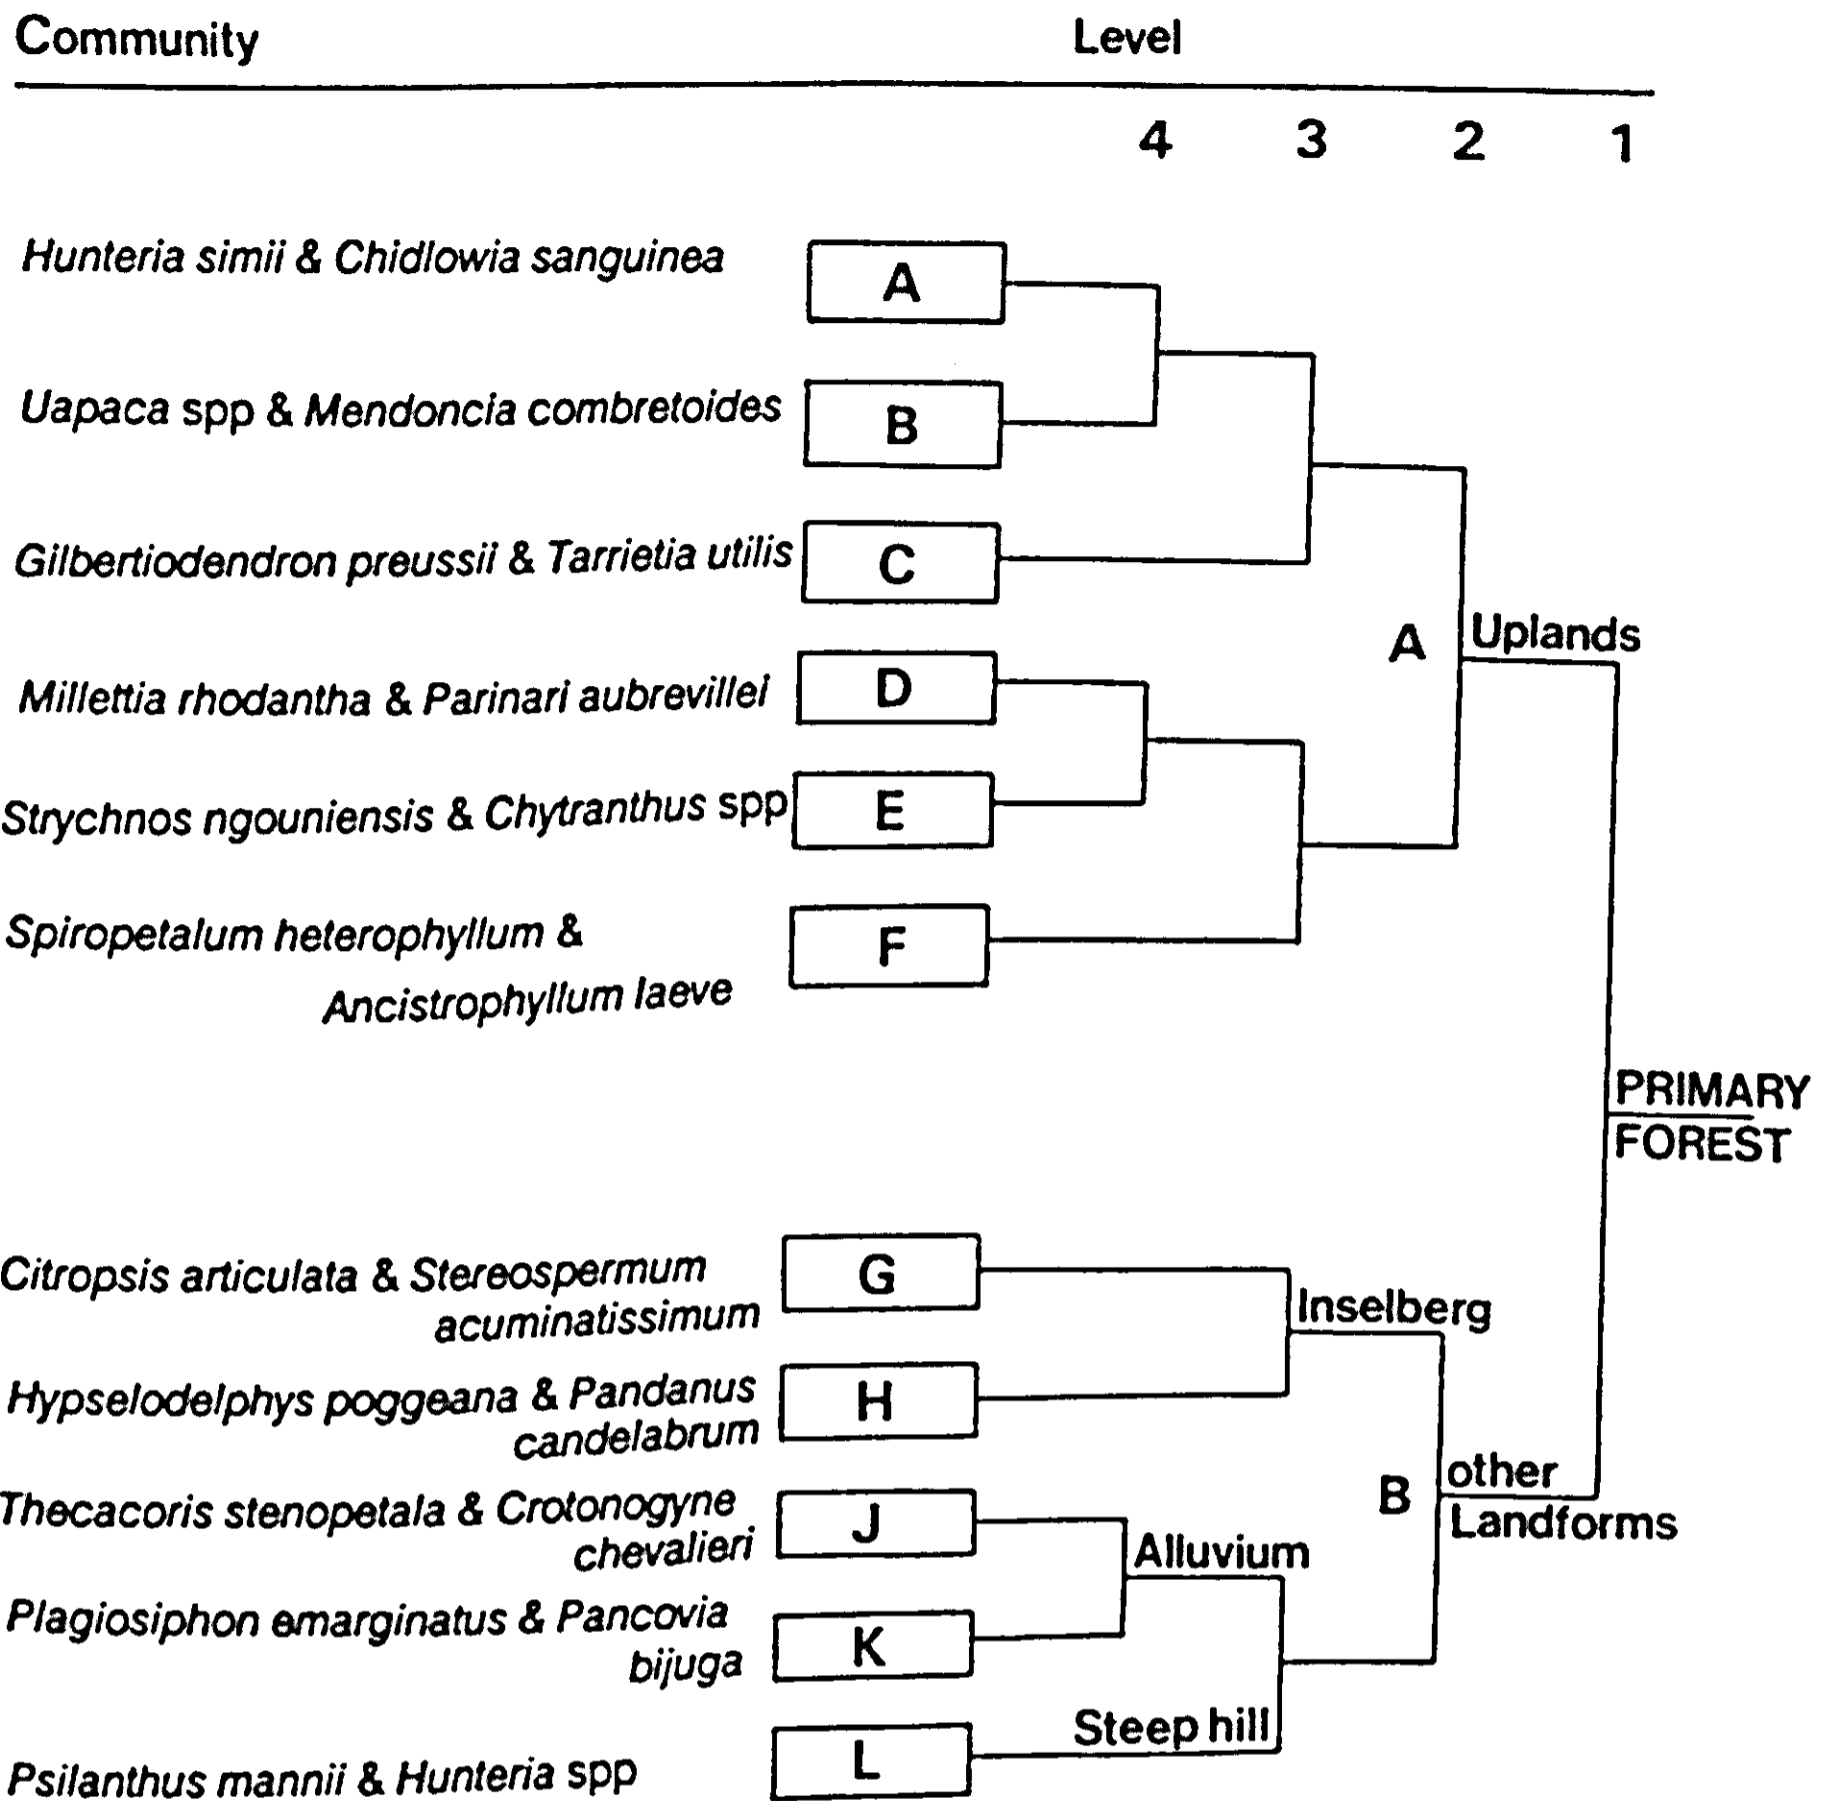 Community Level
4 3 2 1
Hunteria simii & Chidlowia sanguinea A
Uapaca spp & Mendoncia combretoides B
Gilbertiodendron preussii & Tarrietia utilis C
A Uplands
Millettia rhodantha & Parinari aubrevillei D
Strychnos ngouniensis & Chytranthus spp E
Spiropetalum heterophyllum & F
Ancistrophyllum laeve
PRIMARY
FOREST
Citropsis articulata & Stereospermum G
acuminatissimum
Inselberg
Hypselodelphys poggeana & Pandanus H
candelabrum
B other
Landforms
Thecacoris stenopetala & Crotonogyne J
chevalieri
Alluvium
Plagiosiphon emarginatus & Pancovia K
bijuga
Steep hill
Psilanthus mannii & Hunteria spp L